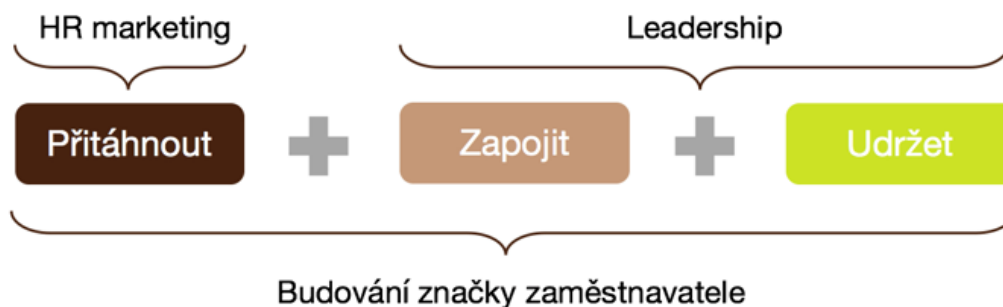 HR marketing
Leadership
Přitáhnout
Zapojit
Udržet
Budování značky zaměstnavatele